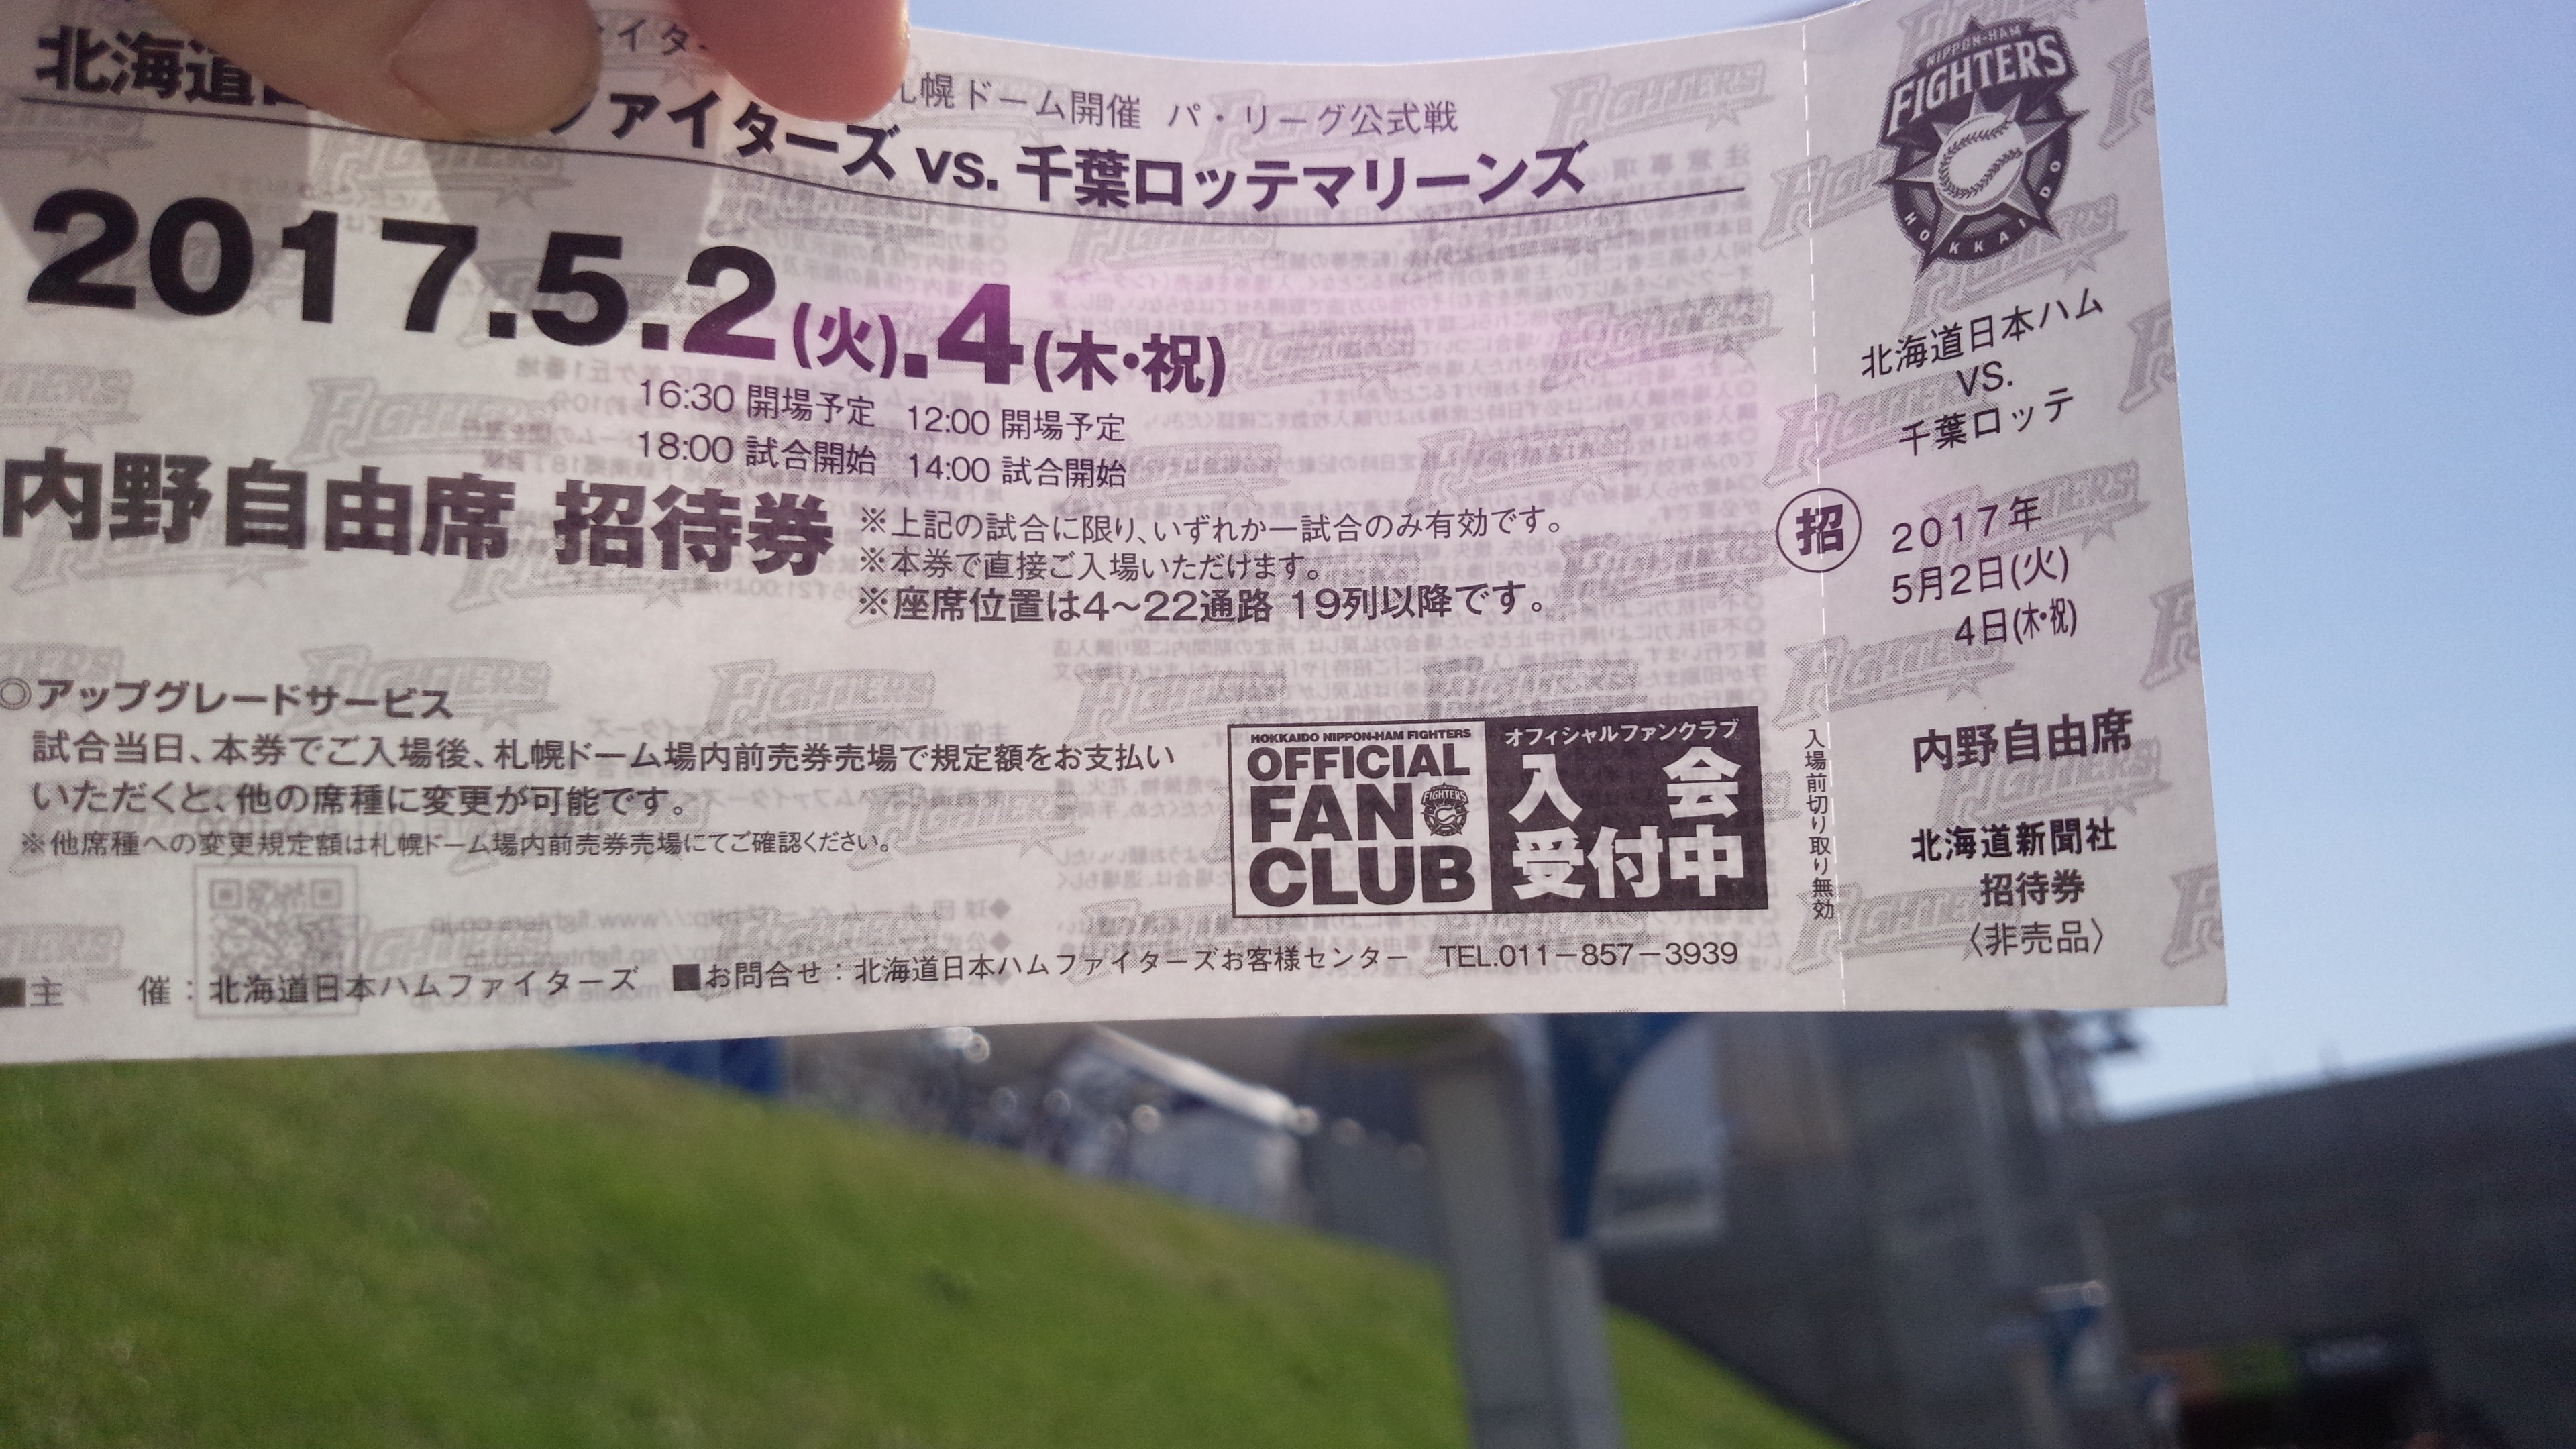 イタ
札幌ドーム開催 パ・リーグ公式戦
北海道 ファイターズ VS. 千葉ロッテマリーンズ
2017.5.2(火).4(木・祝)
16:30 開場予定 12:00 開場予定
18:00 試合開始 14:00 試合開始
内野自由席 招待券
※上記の試合に限り、いずれか一試合のみ有効です。
※本券で直接ご入場いただけます。
※座席位置は4〜22通路 19列以降です。
◎アップグレードサービス
試合当日、本券でご入場後、札幌ドーム場内前売券売場で規定額をお支払い
いただくと、他の席種に変更が可能です。
※他席種への変更規定額は札幌ドーム場内前売券売場にてご確認ください。
HOKKAIDO NIPPON-HAM FIGHTERS
OFFICIAL
FAN
CLUB
FIGHTERS
オフィシャルファンクラブ
入会
受付中
■主 催：北海道日本ハムファイターズ ■お問合せ：北海道日本ハムファイターズお客様センター TEL.011－857－3939
招
入場前切り取り無効
NIPPON-HAM
FIGHTERS
HOKKAIDO
北海道日本ハム
VS.
千葉ロッテ
2017年
5月2日(火)
4日(木・祝)
内野自由席
北海道新聞社
招待券
〈非売品〉